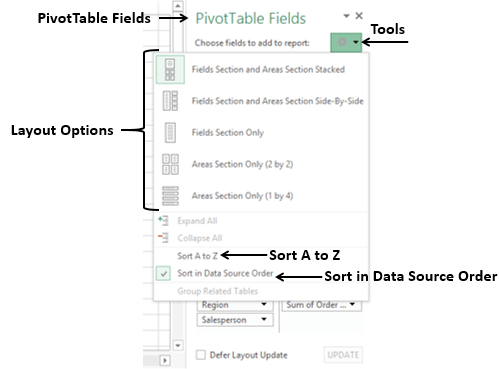 PivotTable Fields
PivotTable Fields
Choose fields to add to report:
Tools
Fields Section and Areas Section Stacked
Fields Section and Areas Section Side-By-Side
Layout Options
Fields Section Only
Areas Section Only (2 by 2)
Areas Section Only (1 by 4)
Expand All
Collapse All
Sort A to Z
Sort A to Z
Sort in Data Source Order
Sort in Data Source Order
Group Related Tables
Region
Sum of Order ...
Salesperson
Defer Layout Update
UPDATE